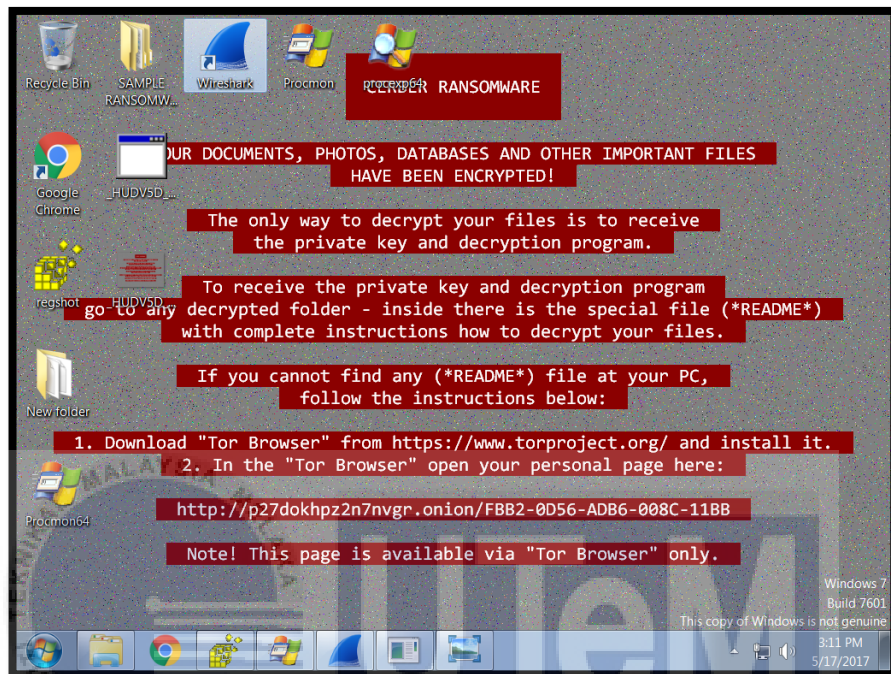 Recycle Bin
SAMPLE RANSOMW...
Wireshark
Procmon
procexp64
CERBER RANSOMWARE
YOUR DOCUMENTS, PHOTOS, DATABASES AND OTHER IMPORTANT FILES
HAVE BEEN ENCRYPTED!
Google Chrome
_HUDV5D_...
The only way to decrypt your files is to receive
the private key and decryption program.
regshot
_HUDV5D_...
To receive the private key and decryption program
go to any decrypted folder - inside there is the special file (*README*)
with complete instructions how to decrypt your files.
New folder
If you cannot find any (*README*) file at your PC,
follow the instructions below:
1. Download "Tor Browser" from https://www.torproject.org/ and install it.
2. In the "Tor Browser" open your personal page here:
Procmon64
http://p27dokhpz2n7nvgr.onion/FBB2-0D56-ADB6-008C-11BB
Note! This page is available via "Tor Browser" only.
MALAYSIA
UTeM
Windows 7
Build 7601
This copy of Windows is not genuine
3:11 PM
5/17/2017